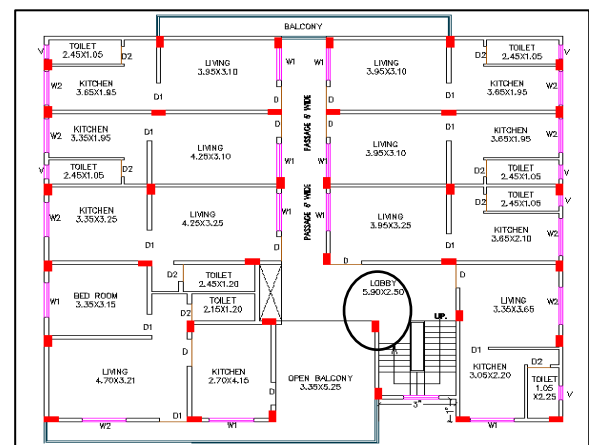 BALCONY
TOILET
2.45X1.05
D2
V
W2
KITCHEN
3.65X1.95
D1
LIVING
3.95X3.10
W1
D
PASSAGE 6' WIDE
W1
D
LIVING
3.95X3.10
D1
D2
TOILET
2.45X1.05
V
KITCHEN
3.65X1.95
W2
W2
KITCHEN
3.35X1.95
D1
LIVING
4.25X3.10
D
W1
D
W1
LIVING
3.95X3.10
D1
KITCHEN
3.65X1.95
W2
V
TOILET
2.45X1.05
D2
D2
TOILET
2.45X1.05
V
W2
KITCHEN
3.35X3.25
D1
LIVING
4.25X3.25
W1
D
PASSAGE 6' WIDE
W1
LIVING
3.95X3.25
D2
TOILET
2.45X1.05
V
KITCHEN
3.65X2.10
W2
D1
D
D2
TOILET
2.45X1.20
TOILET
2.15X1.20
D2
W1
BED ROOM
3.35X3.15
D1
LOBBY
5.90X2.50
UP.
D
LIVING
3.35X3.65
W1
LIVING
4.70X3.21
D
KITCHEN
2.70X4.15
D
OPEN BALCONY
3.35X5.25
D1
KITCHEN
3.05X2.20
D2
TOILET
1.05
X2.25
V
W2
D1
W1
W1